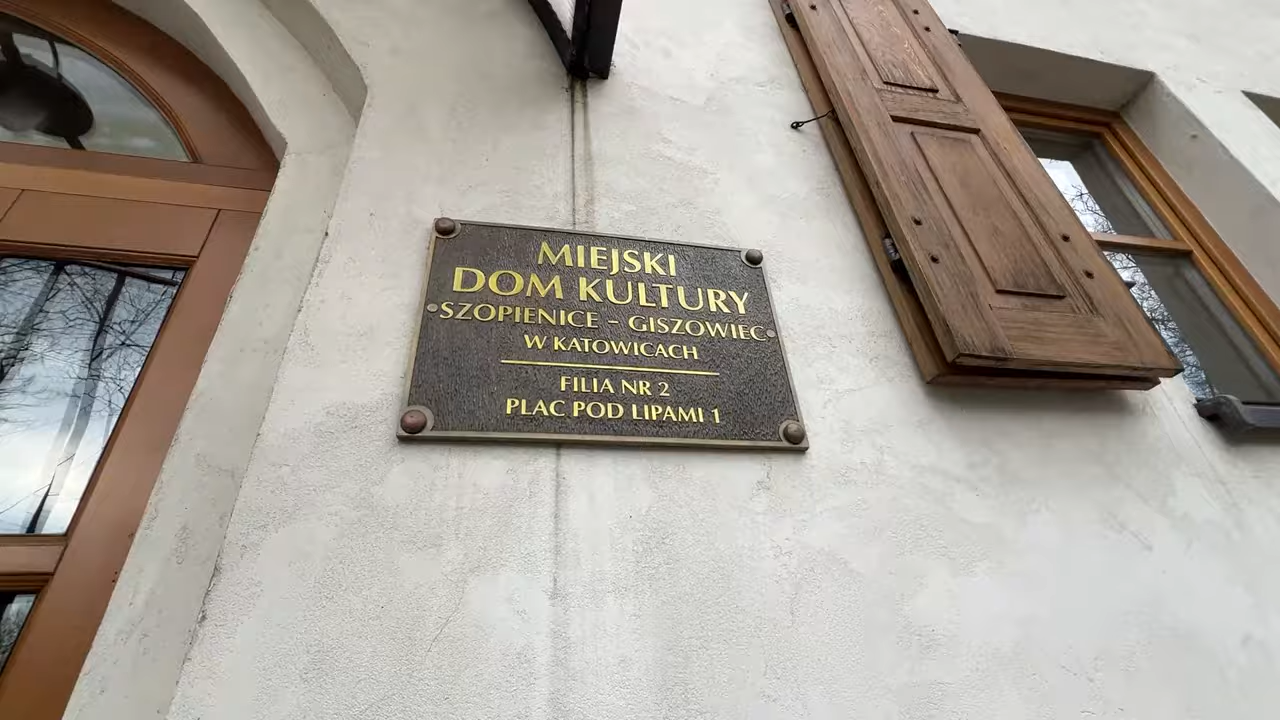 MIEJSKI
DOM KULTURY
SZOPIENICE – GISZOWIEC
W KATOWICACH
FILIA NR 2
PLAC POD LIPAMI 1